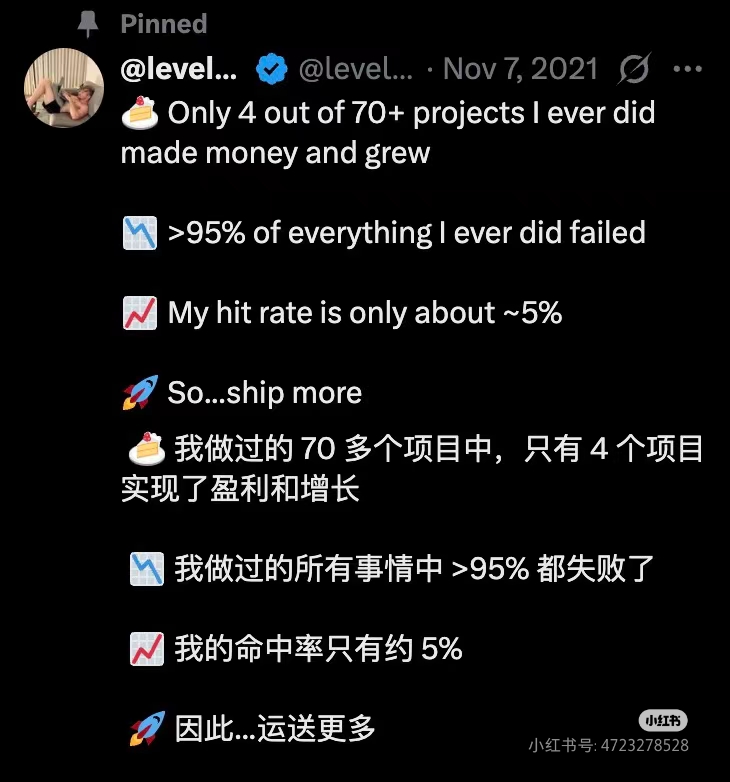 Pinned
@level... @level... · Nov 7, 2021
🍰 Only 4 out of 70+ projects I ever did
made money and grew
📉 >95% of everything I ever did failed
📈 My hit rate is only about ~5%
🚀 So...ship more
🍰 我做过的 70 多个项目中，只有 4 个项目
实现了盈利和增长
📉 我做过的所有事情中 >95% 都失败了
📈 我的命中率只有约 5%
🚀 因此...运送更多
小红书
小红书号: 4723278528